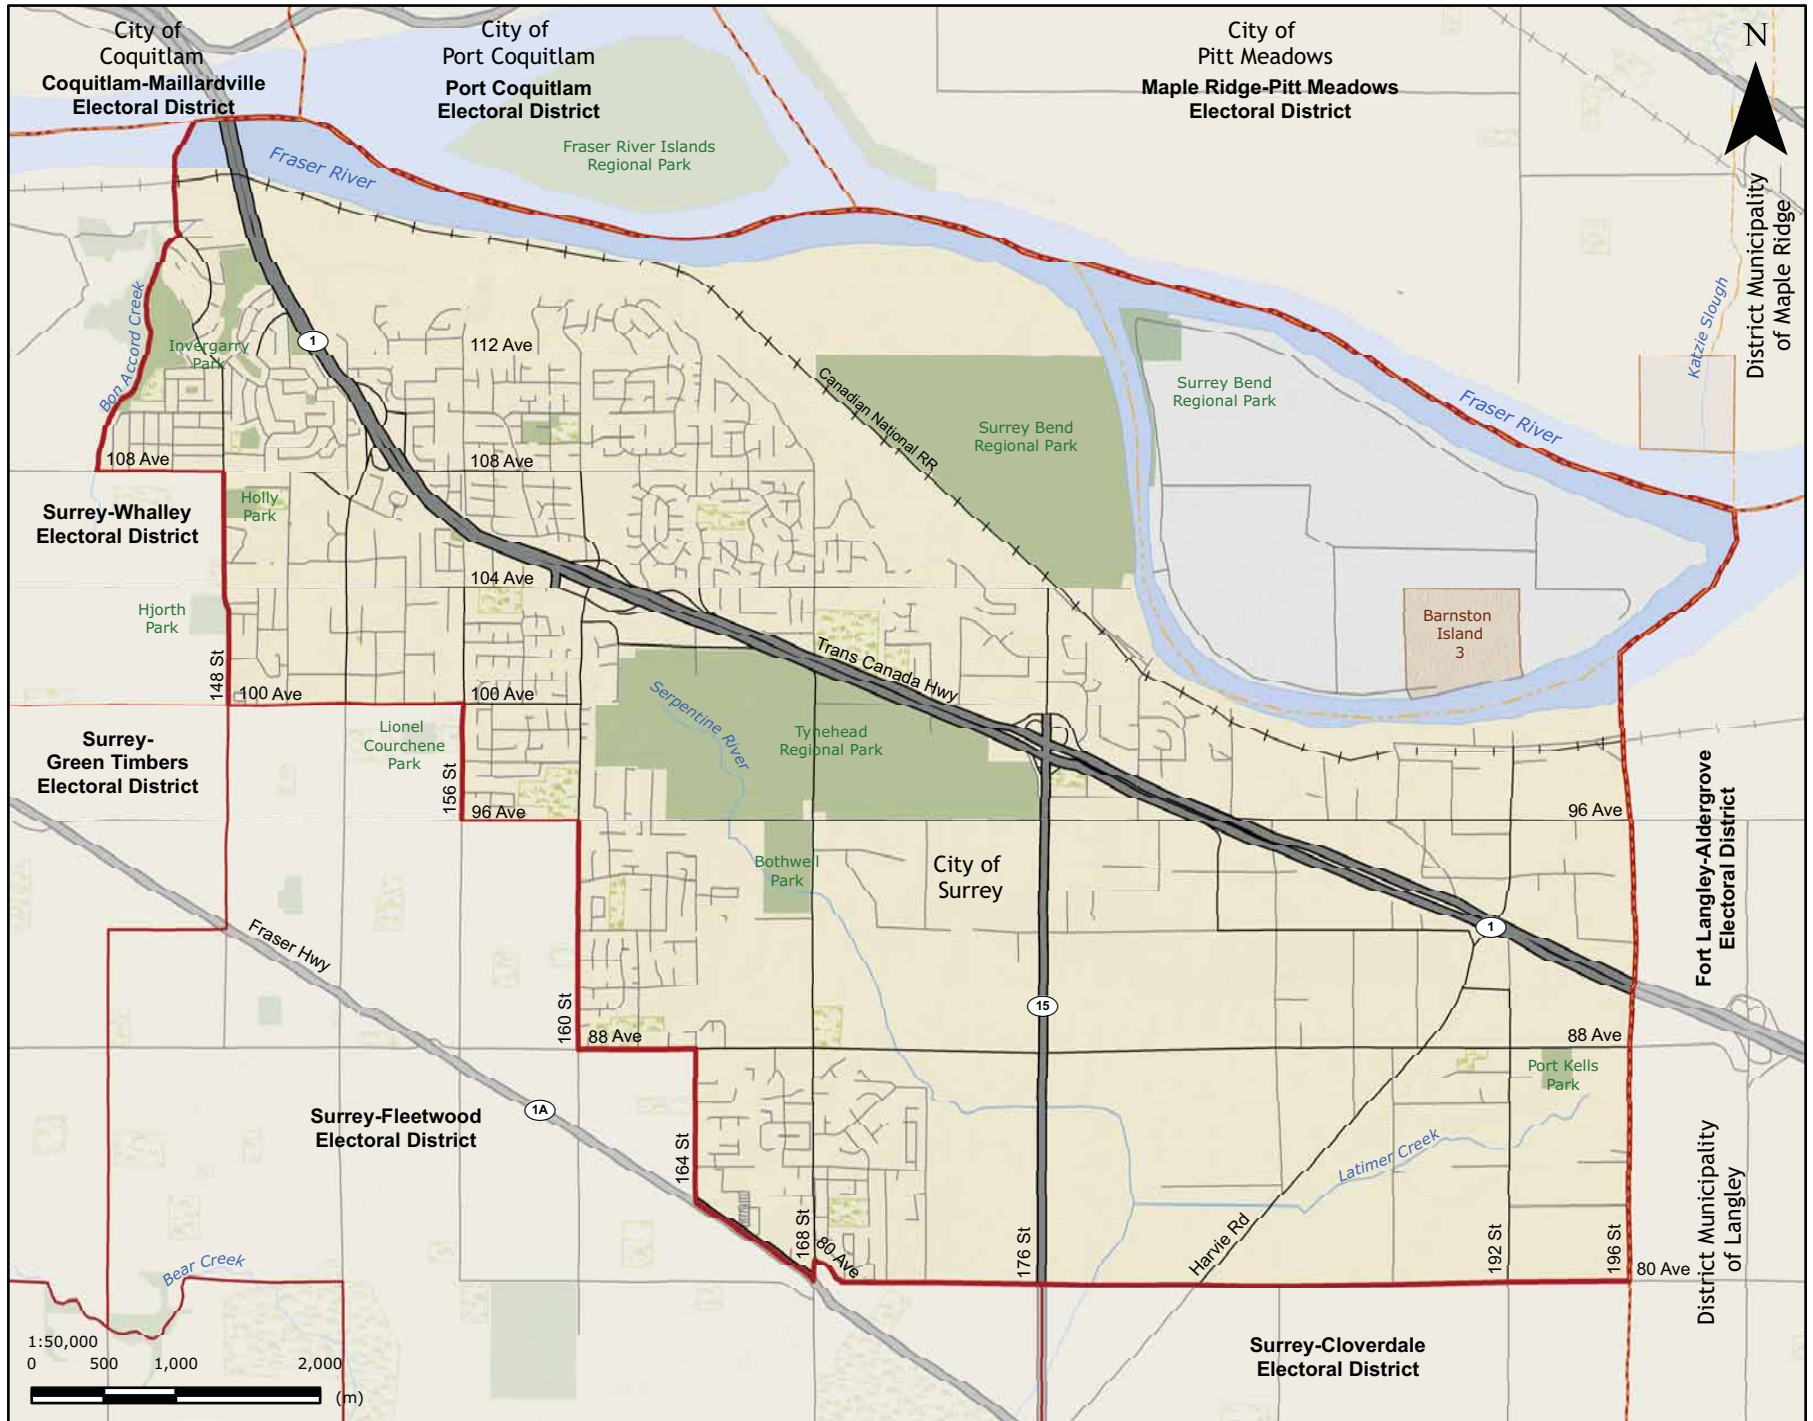 City of
Coquitlam
Coquitlam-Maillardville
Electoral District
City of
Port Coquitlam
Port Coquitlam
Electoral District
City of
Pitt Meadows
Maple Ridge-Pitt Meadows
Electoral District
N
Fraser River Islands
Regional Park
Fraser River
District Municipality
of Maple Ridge
Katzie Slough
Bon Accord Creek
Invergarry
Park
1
112 Ave
Canadian National RR
Surrey Bend
Regional Park
Surrey Bend
Regional Park
Fraser River
108 Ave
108 Ave
Surrey-Whalley
Electoral District
Holly
Park
104 Ave
Hjorth
Park
Barnston
Island
3
148 St
100 Ave
100 Ave
Trans Canada Hwy
Serpentine River
Tynehead
Regional Park
Surrey-
Green Timbers
Electoral District
Lionel
Courchene
Park
156 St
96 Ave
96 Ave
Fort Langley-Aldergrove
Electoral District
Bothwell
Park
City of
Surrey
1
Fraser Hwy
15
160 St
88 Ave
88 Ave
Port Kells
Park
1A
Surrey-Fleetwood
Electoral District
164 St
Latimer Creek
District Municipality
of Langley
168 St
80 Ave
176 St
Harvie Rd
192 St
196 St
80 Ave
Bear Creek
Surrey-Cloverdale
Electoral District
1:50,000
0 500 1,000 2,000
(m)